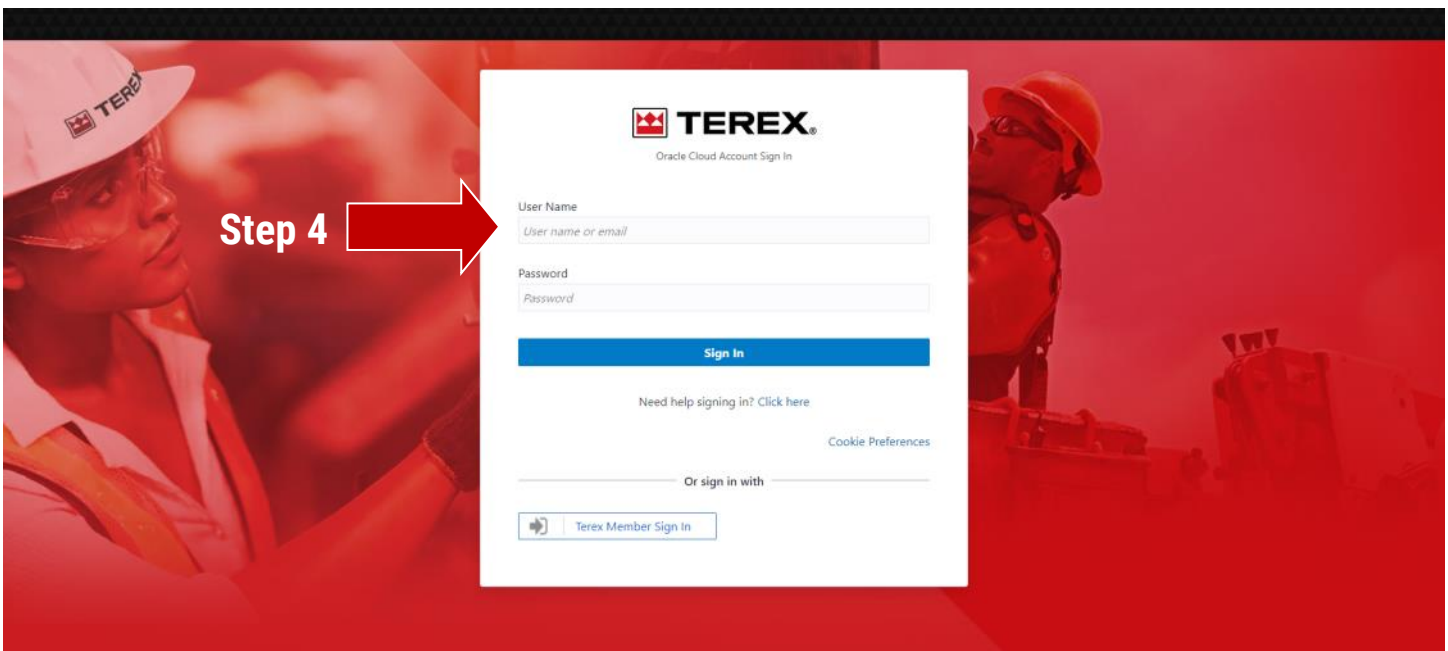 TEREX
TEREX®
Oracle Cloud Account Sign In
User Name
Step 4
User name or email
Password
Password
Sign In
Need help signing in? Click here
Cookie Preferences
Or sign in with
Terex Member Sign In